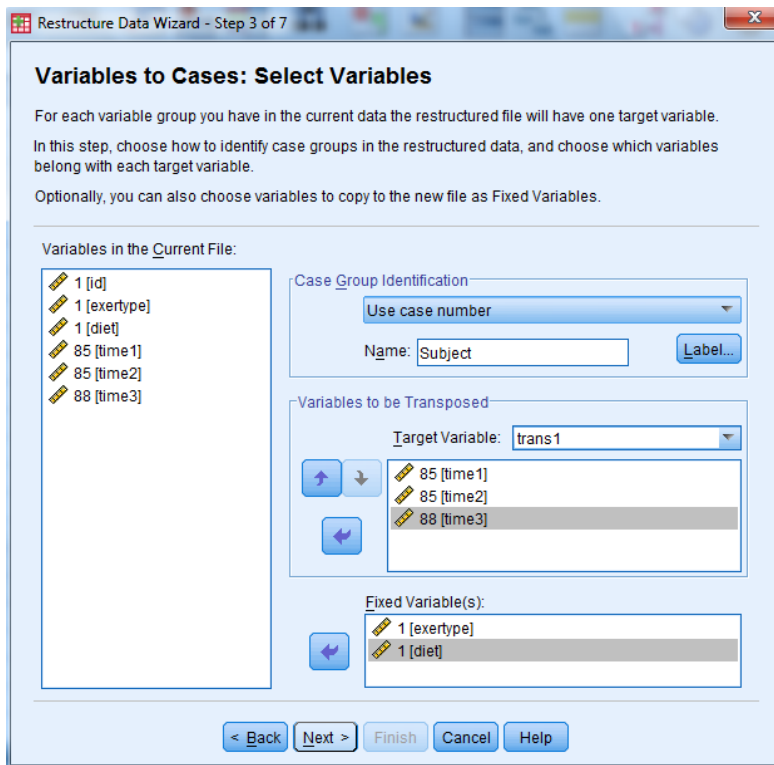 Restructure Data Wizard - Step 3 of 7
Variables to Cases: Select Variables
For each variable group you have in the current data the restructured file will have one target variable.
In this step, choose how to identify case groups in the restructured data, and choose which variables
belong with each target variable.
Optionally, you can also choose variables to copy to the new file as Fixed Variables.
Variables in the Current File:
1 [id]
1 [exertype]
1 [diet]
85 [time1]
85 [time2]
88 [time3]
Case Group Identification
Use case number
Name: Subject
Label...
Variables to be Transposed
Target Variable: trans1
85 [time1]
85 [time2]
88 [time3]
Fixed Variable(s):
1 [exertype]
1 [diet]
< Back Next > Finish Cancel Help